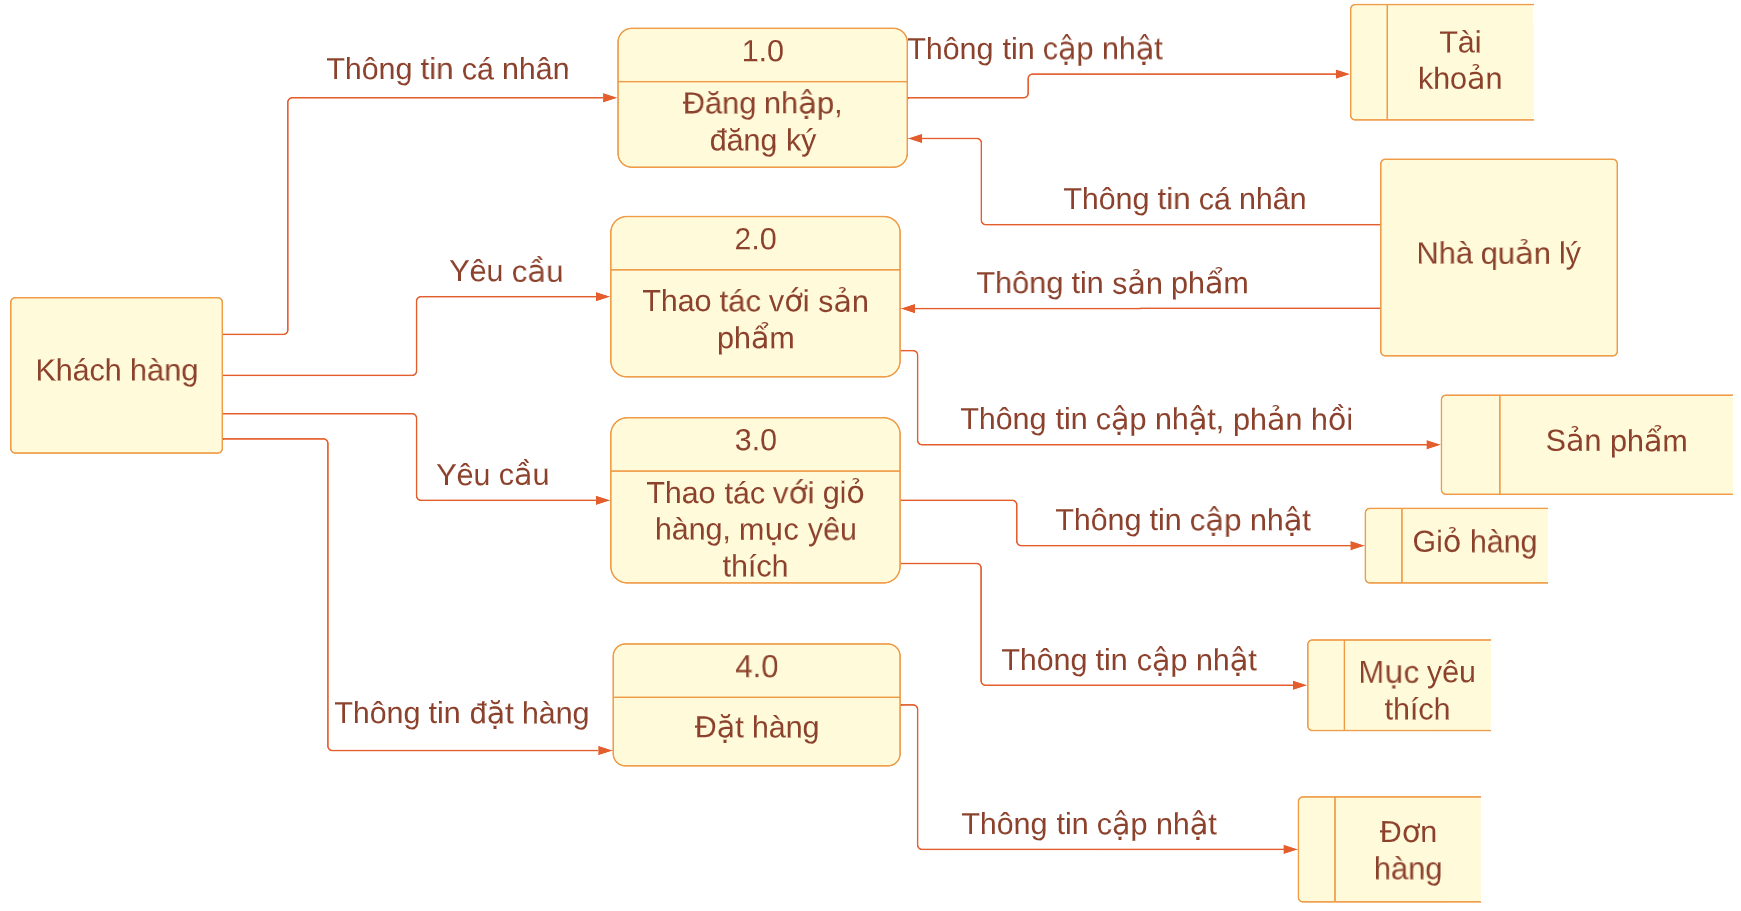 Thông tin cá nhân
1.0
Đăng nhập,
đăng ký
Thông tin cập nhật
Tài
khoản
Thông tin cá nhân
Nhà quản lý
Yêu cầu
2.0
Thao tác với sản
phẩm
Thông tin sản phẩm
Khách hàng
Thông tin cập nhật, phản hồi
Sản phẩm
Yêu cầu
3.0
Thao tác với giỏ
hàng, mục yêu
thích
Thông tin cập nhật
Giỏ hàng
Thông tin cập nhật
Mục yêu
thích
Thông tin đặt hàng
4.0
Đặt hàng
Thông tin cập nhật
Đơn
hàng